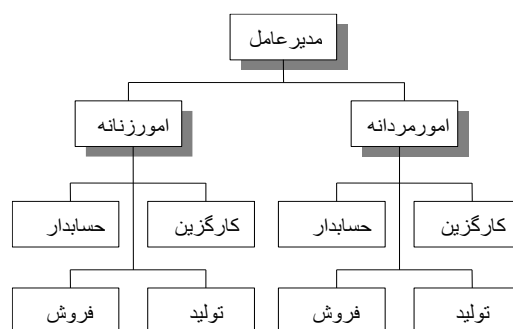 مدیرعامل
امورمردانه
امورزنانه
کارگزین
حسابدار
کارگزین
حسابدار
تولید
فروش
تولید
فروش